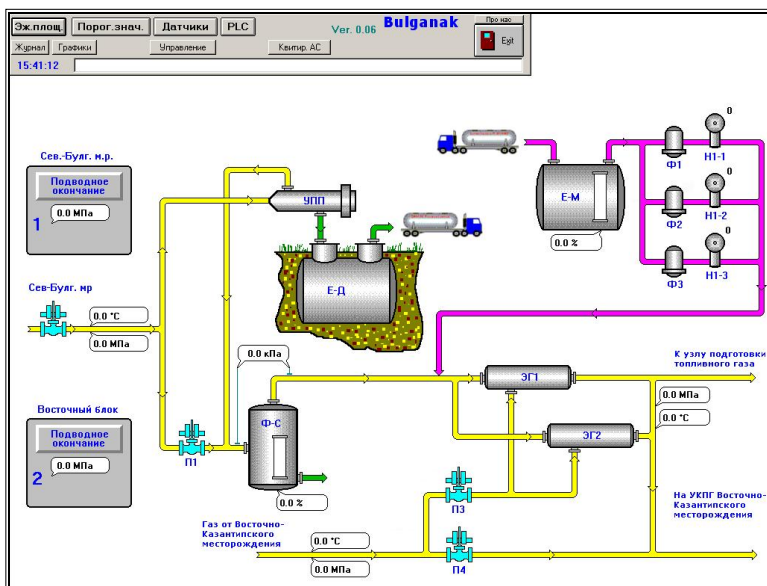 Эж.площ.
Порог.знач.
Датчики
PLC
Ver. 0.06
Bulganak
Про нас
Журнал
Графики
Управление
Квитир. АС
Exit
15:41:12
Сев.-Булг. м.р.
Подводное
окончание
0.0 МПа
1
УПП
Е-Д
Е-М
0.0 %
Ф1
Н1-1
0
Ф2
Н1-2
0
Ф3
Н1-3
0
Сев-Булг. мр
0.0 °C
0.0 МПа
0.0 кПа
К узлу подготовки
топливного газа
ЭГ1
0.0 МПа
0.0 °C
Восточный блок
Подводное
окончание
0.0 МПа
2
П1
Ф-С
0.0 %
ЭГ2
П3
На УКПГ Восточно-
Казантипского
месторождения
Газ от Восточно-
Казантипского
месторождения
0.0 °C
0.0 МПа
П4